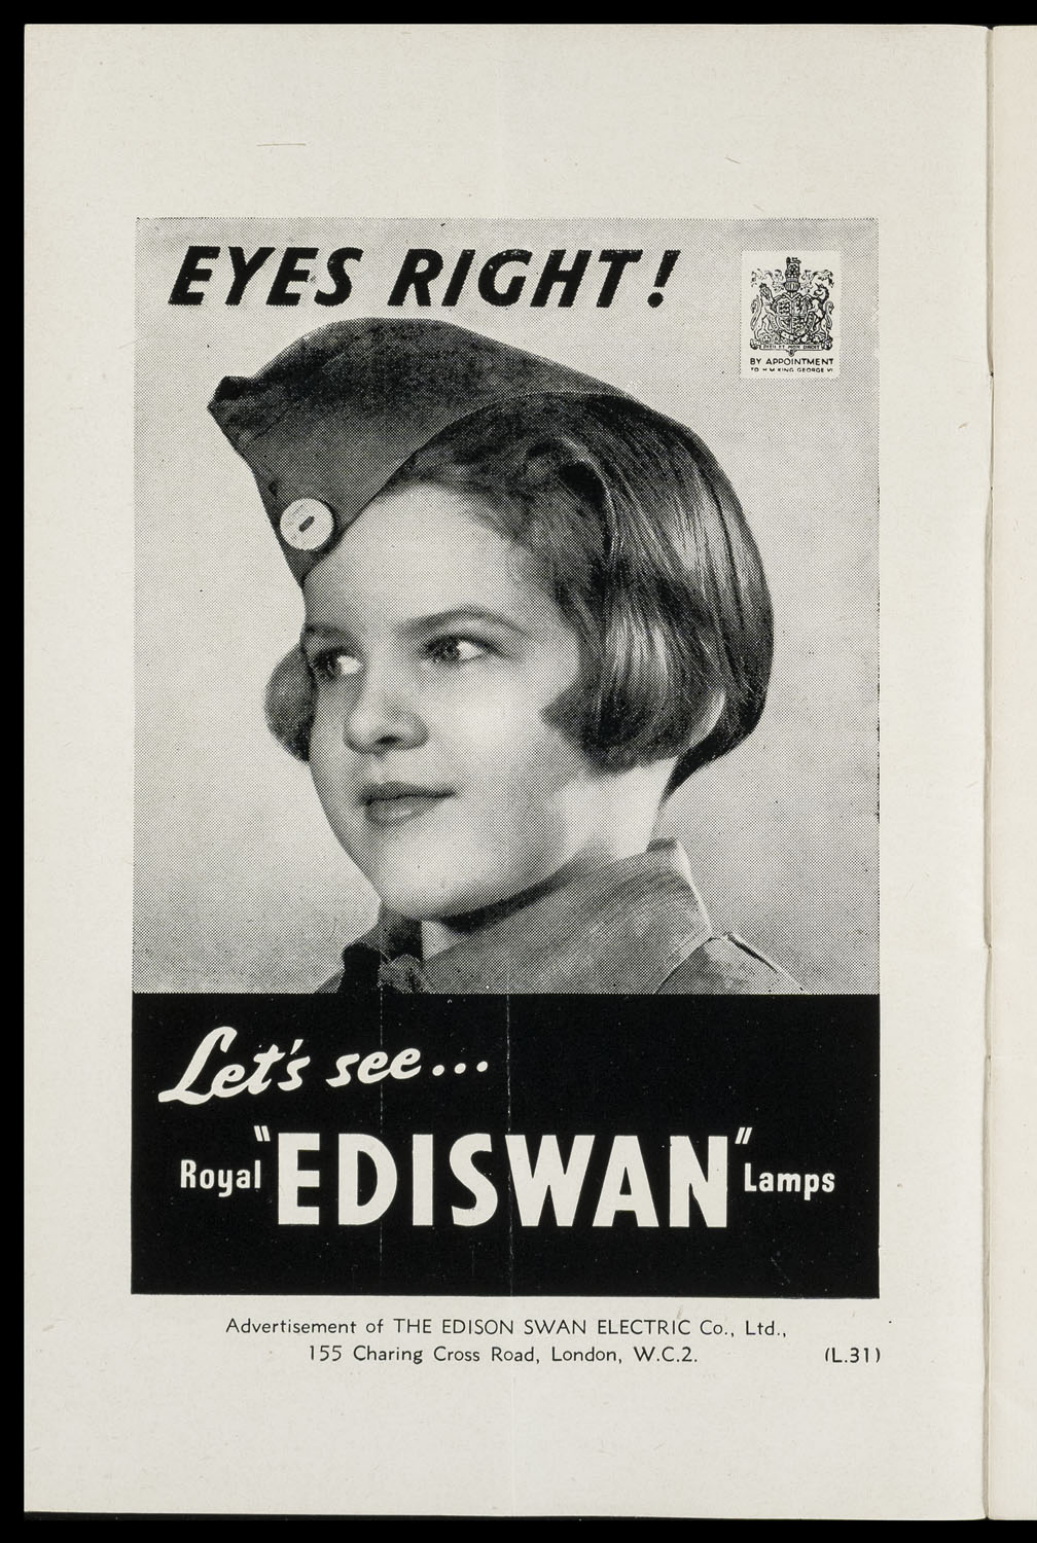 EYES RIGHT!
BY APPOINTMENT
TO H M KING GEORGE VI
Let's see...
Royal "EDISWAN" Lamps
Advertisement of THE EDISON SWAN ELECTRIC Co., Ltd.,
155 Charing Cross Road, London, W.C.2.
(L.31)